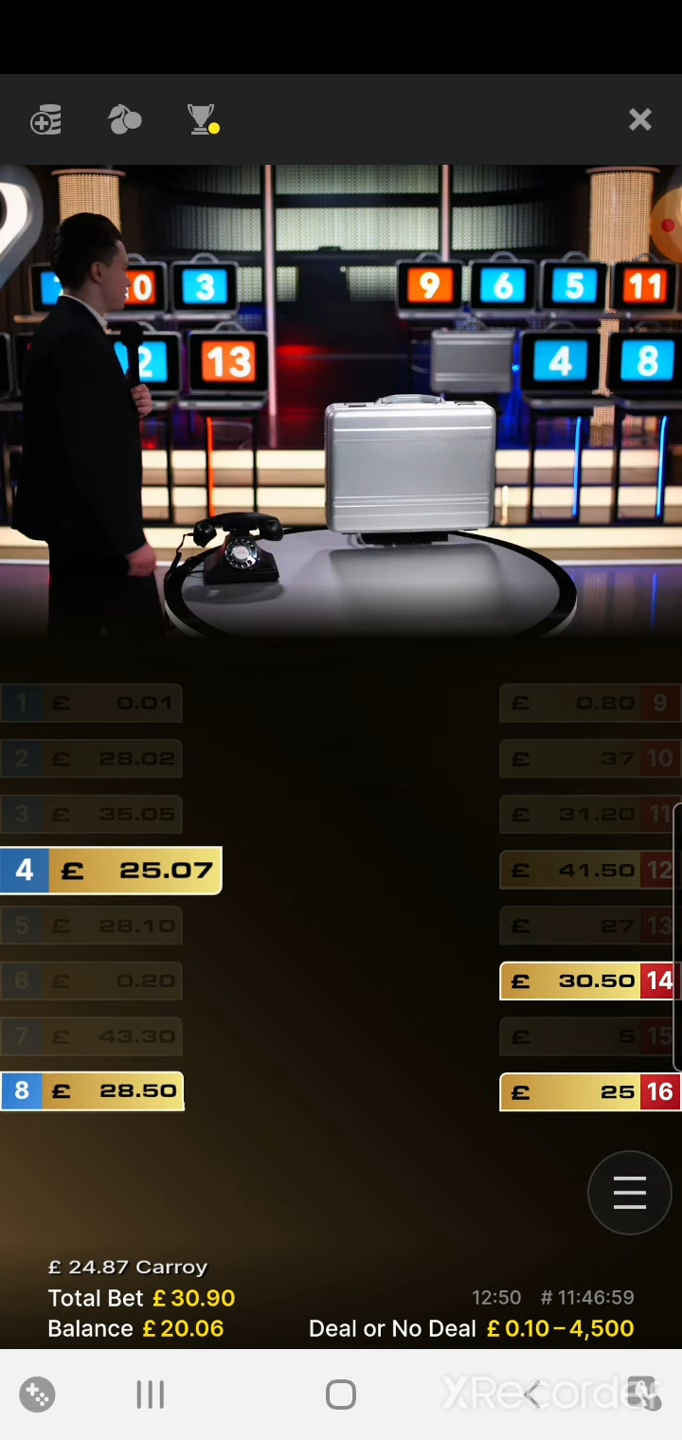 0 3 9 6 5 11
2 13 4 8
1 £ 0.01 £ 0.80 9
2 £ 28.02 £ 37 10
3 £ 35.05 £ 31.20 11
4 £ 25.07 £ 41.50 12
5 £ 28.10 £ 27 13
6 £ 0.20 £ 30.50 14
7 £ 43.30 £ 5 15
8 £ 28.50 £ 25 16
£ 24.87 Carroy
Total Bet £30.90 12:50 # 11:46:59
Balance £20.06 Deal or No Deal £0.10–4,500
XRecorder